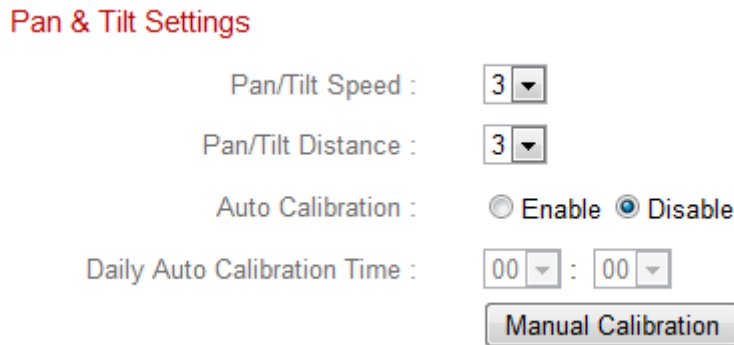 Pan & Tilt Settings
Pan/Tilt Speed : 3
Pan/Tilt Distance : 3
Auto Calibration : Enable Disable
Daily Auto Calibration Time : 00 : 00
Manual Calibration